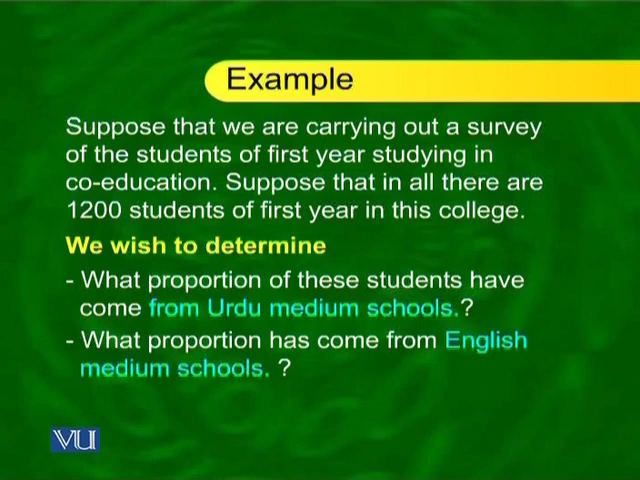 Example
Suppose that we are carrying out a survey
of the students of first year studying in
co-education. Suppose that in all there are
1200 students of first year in this college.
We wish to determine
- What proportion of these students have
come from Urdu medium schools.?
- What proportion has come from English
medium schools. ?
VU